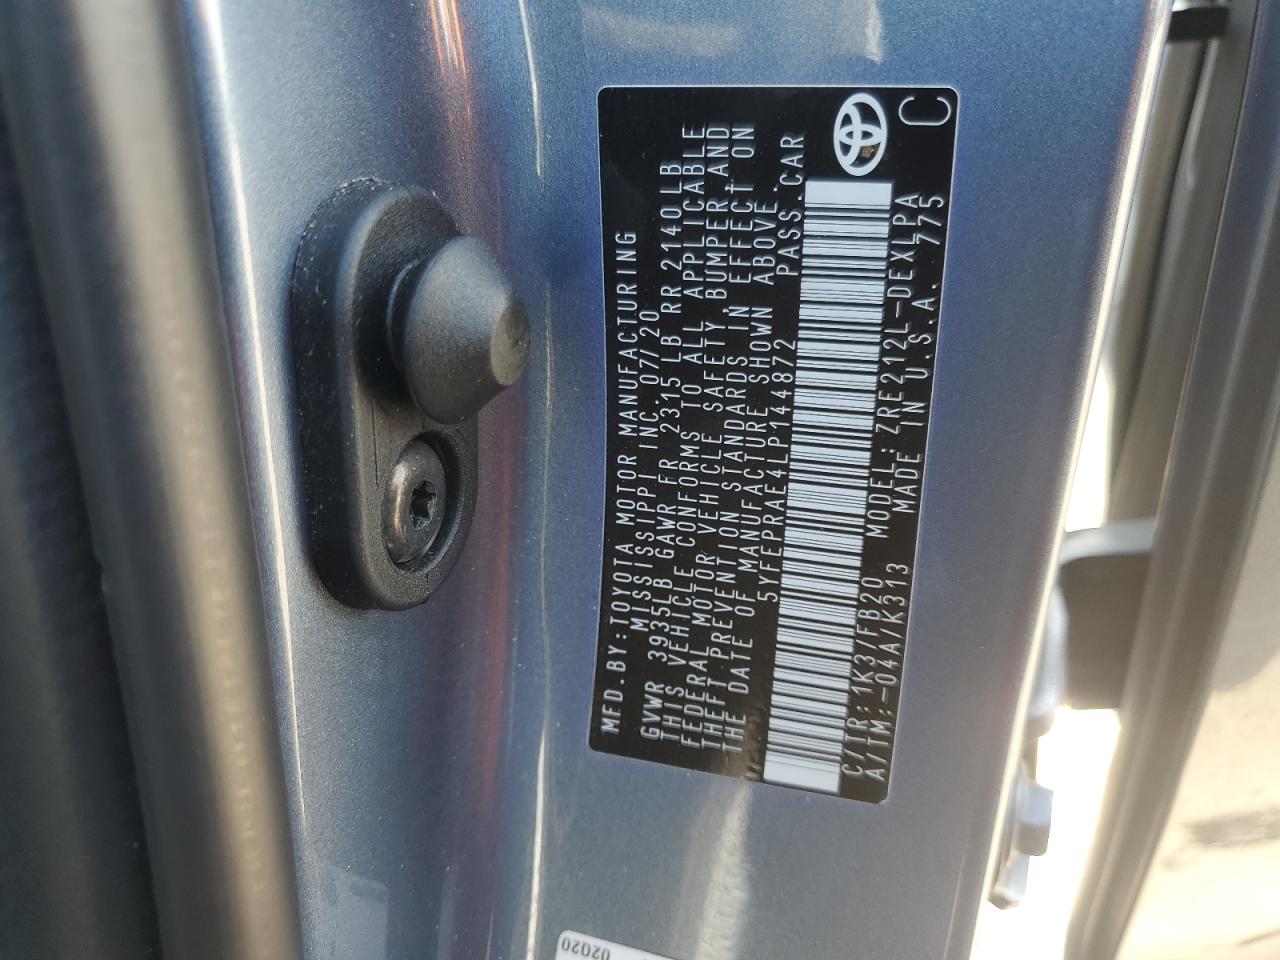 MFD.BY:TOYOTA MOTOR MANUFACTURING
MISSISSIPPI INC. 07/20
GVWR 3935LB GAWR FR 2315 LB RR 2140LB
THIS VEHICLE CONFORMS TO ALL APPLICABLE
FEDERAL MOTOR VEHICLE SAFETY, BUMPER, AND
THEFT PREVENTION STANDARDS IN EFFECT ON
THE DATE OF MANUFACTURE SHOWN ABOVE.
5YFEPRAE4LP144872 PASS.CAR
C/TR:1K3/FB20 MODEL:ZRE212L-DEXLPA
A/TM:-04A/K313 MADE IN U.S.A. 775
C
02020